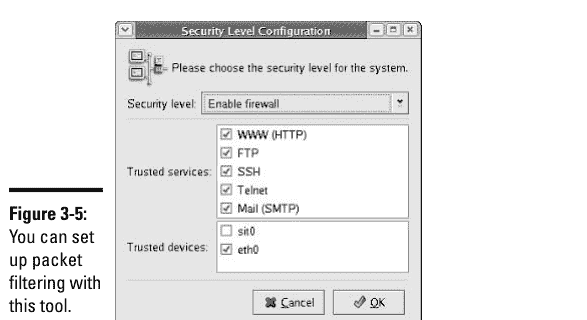 Security Level Configuration
Please choose the security level for the system.
Security level: Enable firewall
Trusted services:
WWW (HTTP)
FTP
SSH
Telnet
Mail (SMTP)
Trusted devices:
sit0
eth0
Cancel
OK
Figure 3-5:
You can set
up packet
filtering with
this tool.